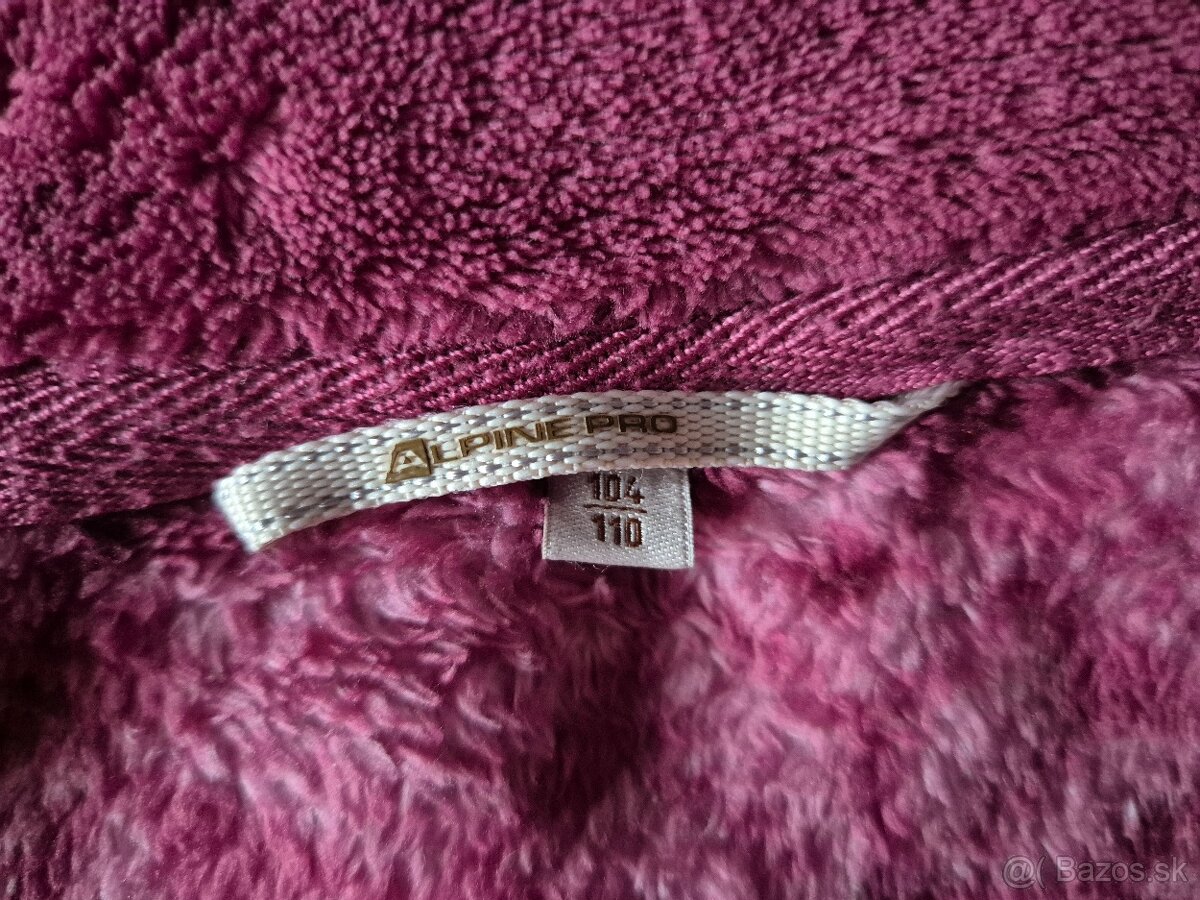 ALPINE PRO
104
110
@( Bazos.sk